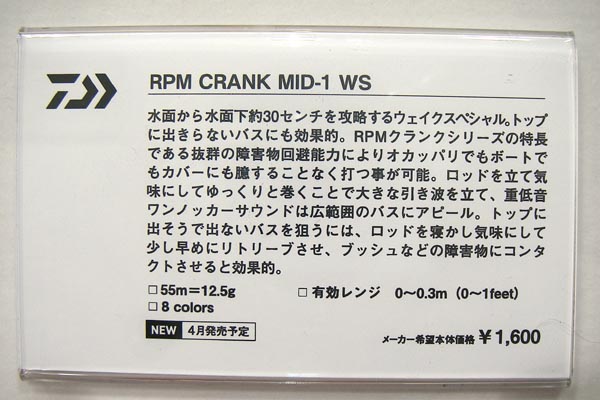 RPM CRANK MID-1 WS
水面から水面下約30センチを攻略するウェイクスペシャル。トップ
に出きらないバスにも効果的。RPMクランクシリーズの特長
である抜群の障害物回避能力によりオカッパリでもボートで
もカバーにも臆することなく打つ事が可能。ロッドを立て気
味にしてゆっくりと巻くことで大きな引き波を立て、重低音
ワンノッカーサウンドは広範囲のバスにアピール。トップに
出そうで出ないバスを狙うには、ロッドを寝かし気味にして
少し早めにリトリーブさせ、ブッシュなどの障害物にコンタ
クトさせると効果的。
□55m=12.5g □有効レンジ 0〜0.3m（0〜1feet）
□8 colors
NEW 4月発売予定
メーカー希望本体価格 ¥1,600